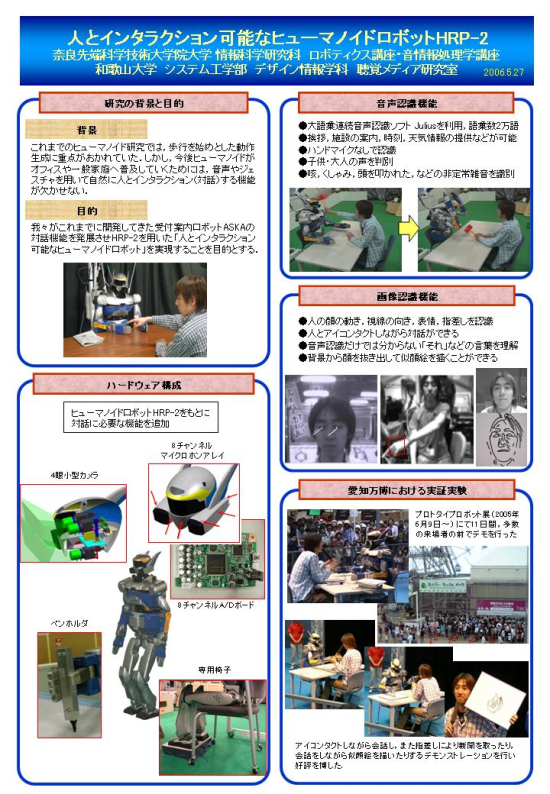 人とインタラクション可能なヒューマノイドロボットHRP-2
奈良先端科学技術大学院大学 情報科学研究科 ロボティクス講座・音情報処理学講座
和歌山大学 システム工学部 デザイン情報学科 聴覚メディア研究室 2006.5.27
研究の背景と目的
背景
これまでのヒューマノイド研究では，歩行を始めとした動作
生成に重点がおかれていた．しかし，今後ヒューマノイドが
オフィスや一般家庭へ普及していくためには，音声やジェ
スチャを用いて自然に人とインタラクション（対話）する機能
が欠かせない．
目的
我々がこれまでに開発してきた受付案内ロボットASKAの
対話機能を発展させHRP-2を用いた「人とインタラクション
可能なヒューマノイドロボット」を実現することを目的とする．
ハードウェア構成
ヒューマノイドロボットHRP-2をもとに
対話に必要な機能を追加
8チャンネル
マイクロホンアレイ
4眼小型カメラ
8チャンネルA/Dボード
ペンホルダ
専用椅子
音声認識機能
●大語彙連続音声認識ソフト Juliusを利用，語彙数2万語
●挨拶，施設の案内，時刻，天気情報の提供などが可能
●ハンドマイクなしで認識
●子供・大人の声を判別
●咳，くしゃみ，頭を叩かれた，などの非定常雑音を識別
画像認識機能
●人の顔の動き，視線の向き，表情，指差しを認識
●人とアイコンタクトしながら対話ができる
●音声認識だけでは分からない「それ」などの言葉を理解
●背景から顔を抜き出して似顔絵を描くことができる
愛知万博における実証実験
プロトタイプロボット展（2005年
6月9日～）にて11日間，多数
の来場者の前でデモを行った
アイコンタクトしながら会話し，また指差しにより新聞を取ったり，
会話をしながら似顔絵を描いたりするデモンストレーションを行い
好評を博した．